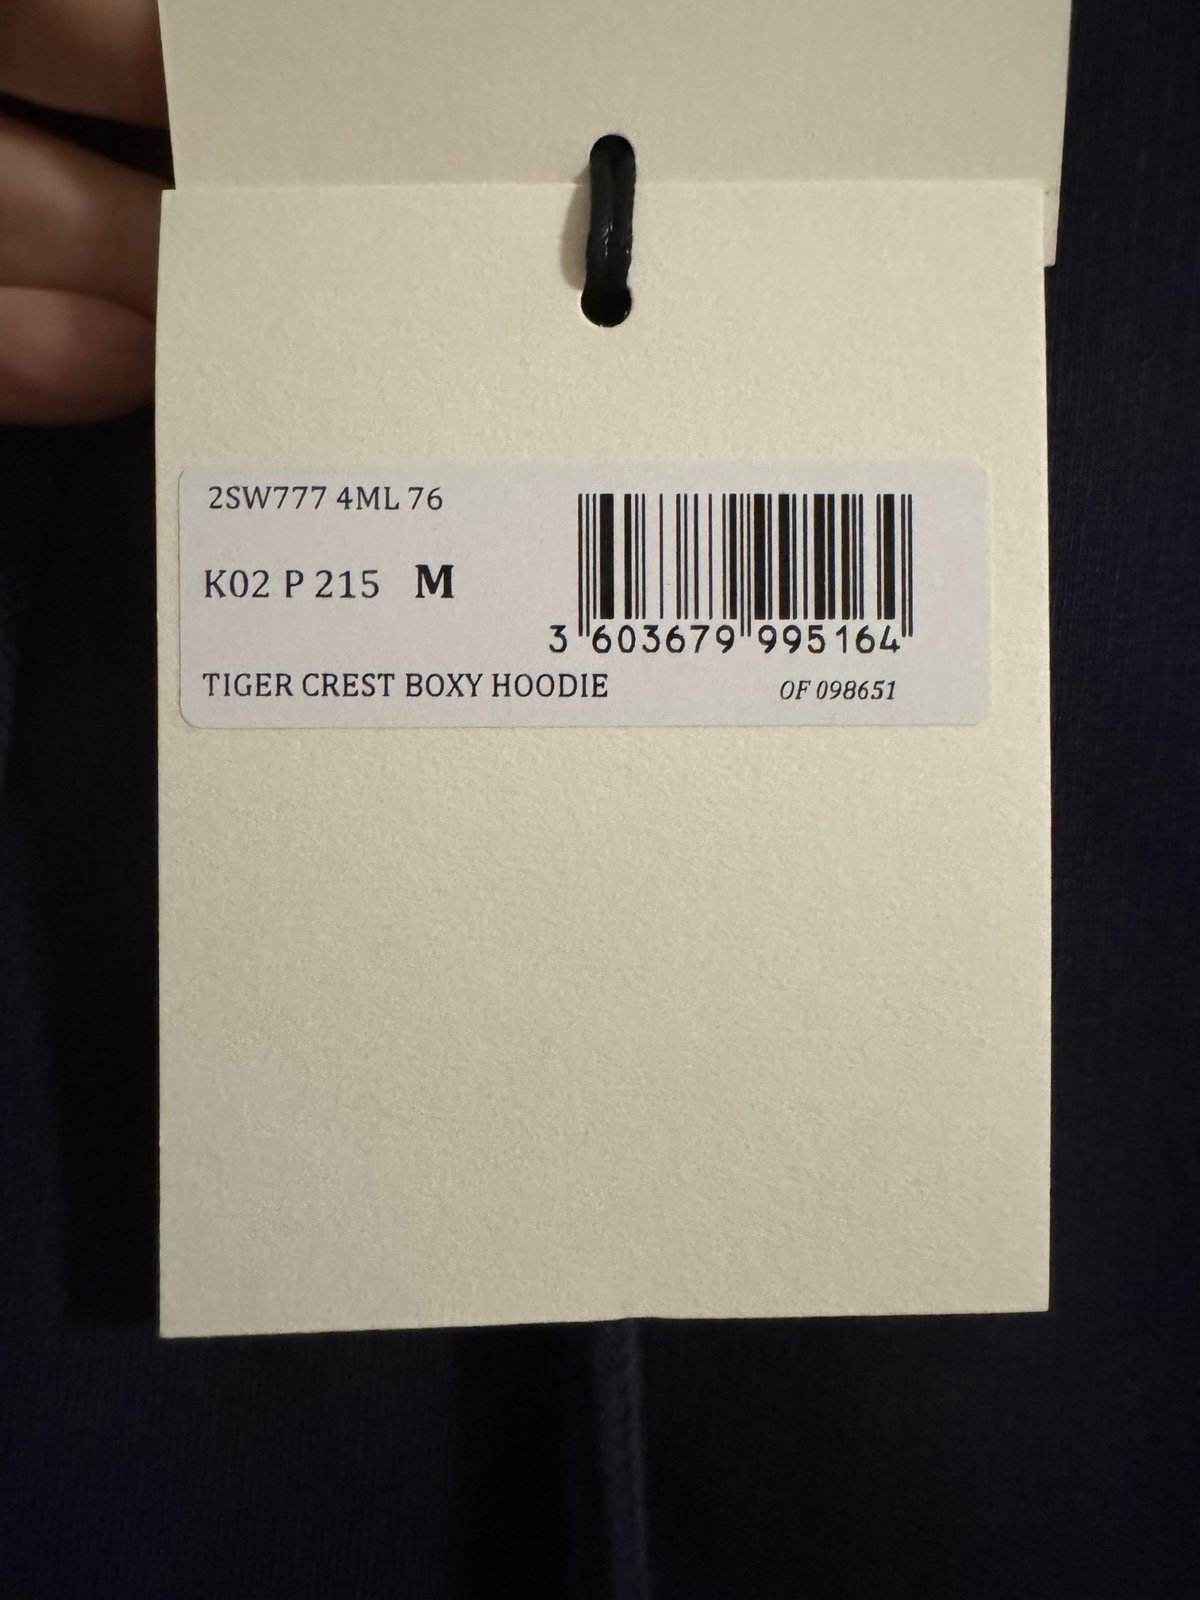 2SW777 4ML 76
K02 P 215 M
3 603679 995164
TIGER CREST BOXY HOODIE
OF 098651